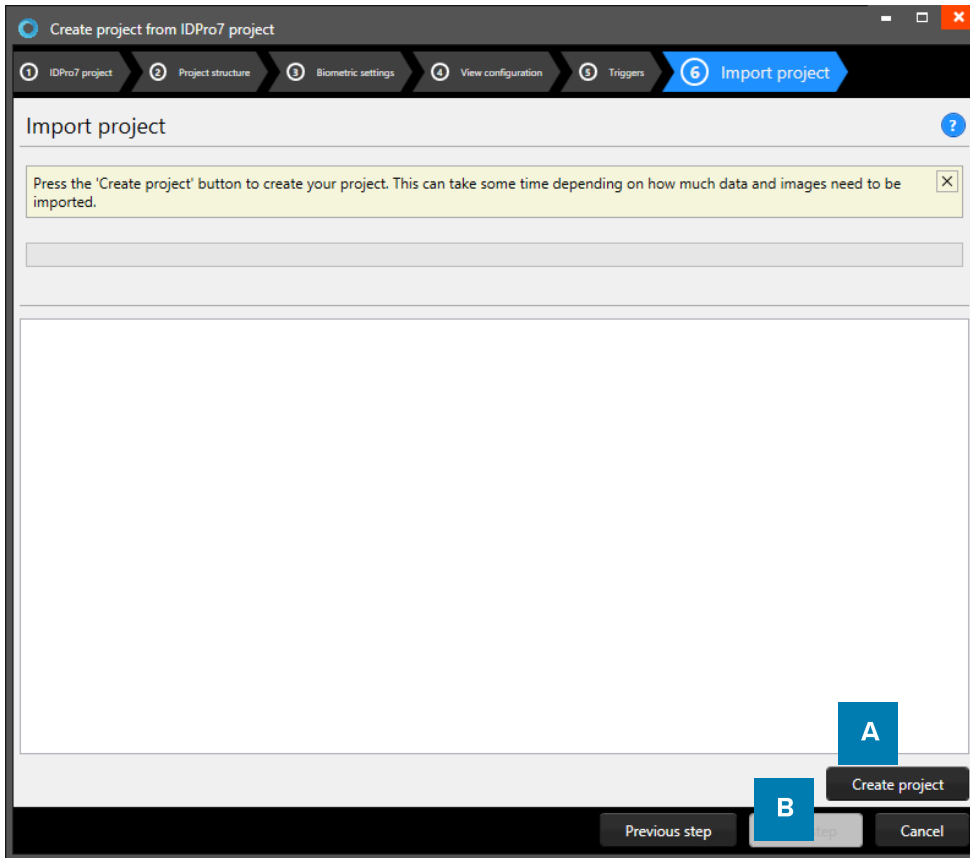 Create project from IDPro7 project
1 IDPro7 project 2 Project structure 3 Biometric settings 4 View configuration 5 Triggers 6 Import project
Import project
?
Press the 'Create project' button to create your project. This can take some time depending on how much data and images need to be
imported.
A
Create project
B
Previous step
Cancel